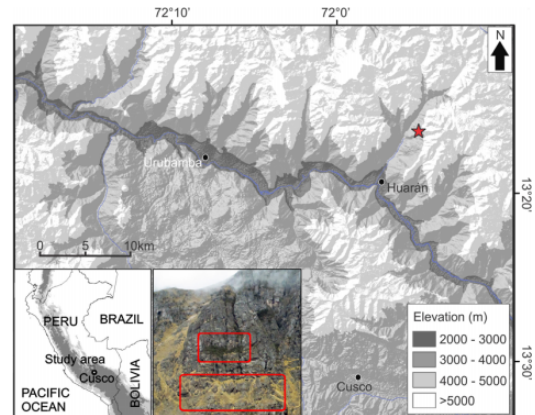 72°10'
72°0'
N
Urubamba
Huarán
13°20'
0 5 10km
PERU
BRAZIL
Study area
Cusco
BOLIVIA
PACIFIC
OCEAN
Cusco
Elevation (m)
2000 - 3000
3000 - 4000
4000 - 5000
>5000
13°30'